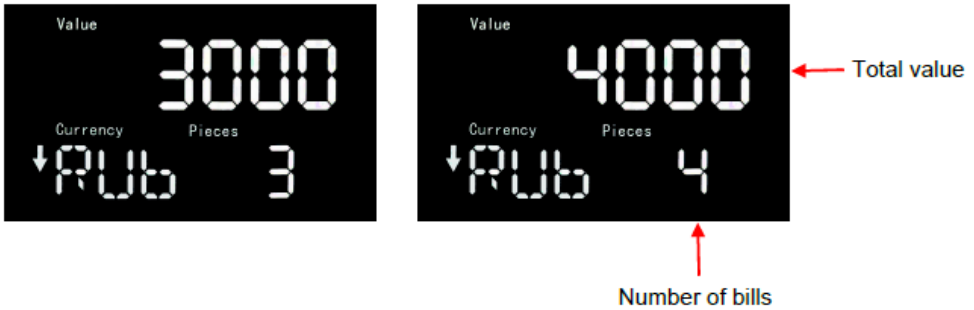 Value
3000
Currency Pieces
↓RUb 3
Value
4000
Currency Pieces
↓RUb 4
Total value
Number of bills